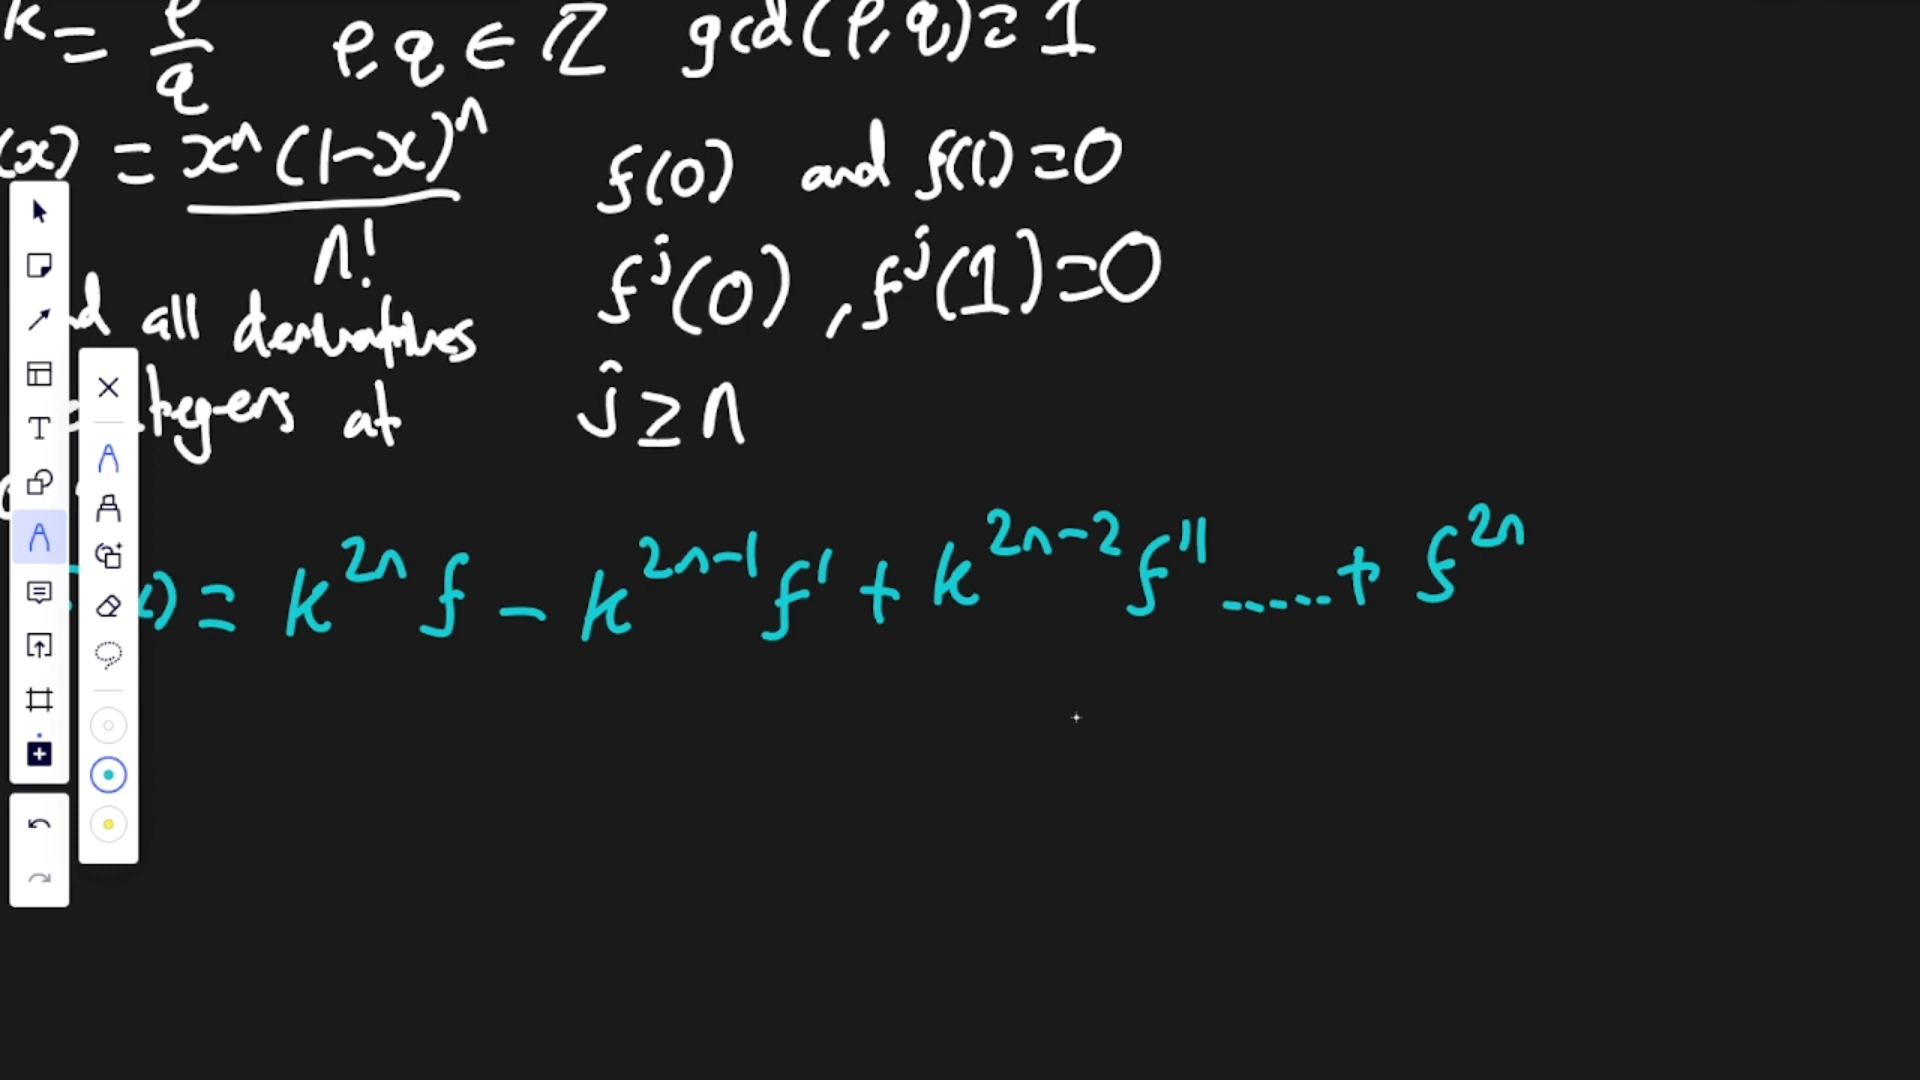 k = p/q p, q ∈ ℤ gcd(p, q) = 1
(x) = xⁿ(1-x)ⁿ/n! f(0) and f(1) = 0
all derivatives fʲ(0), fʲ(1) = 0
at j ≥ n
= k²ⁿ f - k²ⁿ⁻¹ f' + k²ⁿ⁻² f'' ..... + f²ⁿ
T